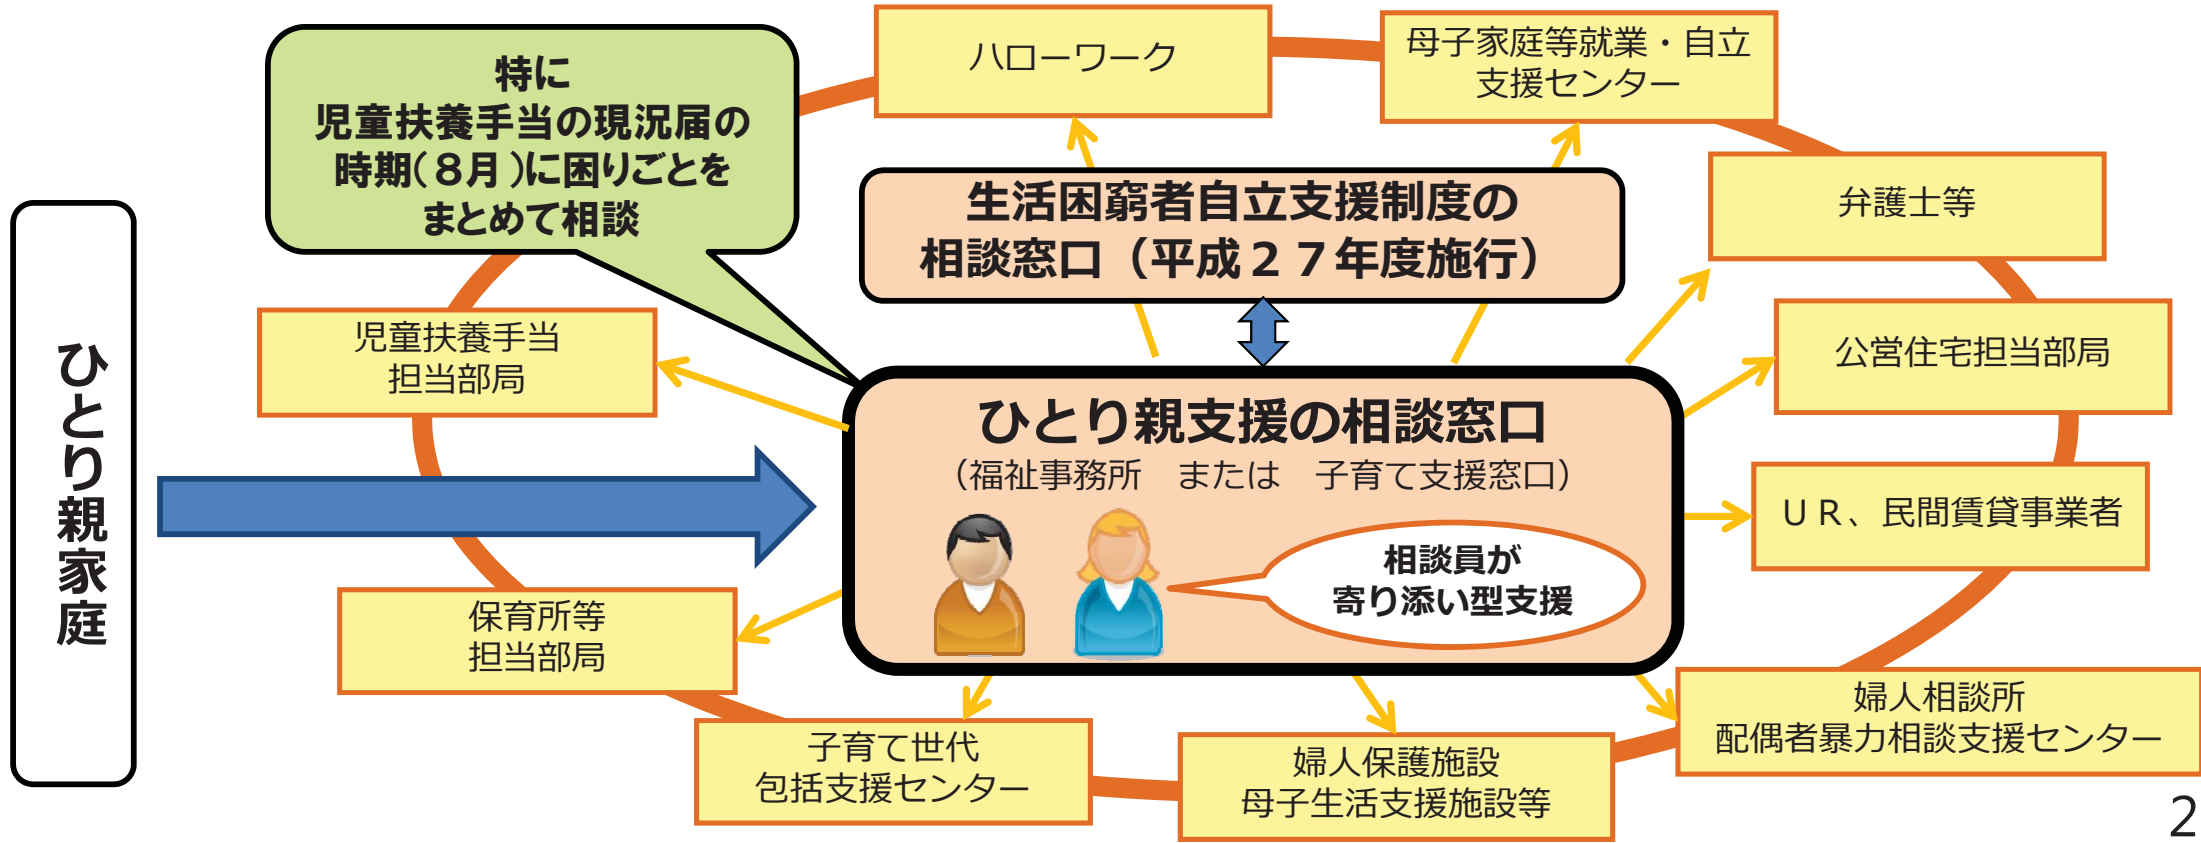 ひとり親家庭
特に
児童扶養手当の現況届の
時期(８月)に困りごとを
まとめて相談
ハローワーク
母子家庭等就業・自立
支援センター
生活困窮者自立支援制度の
相談窓口（平成２７年度施行）
弁護士等
児童扶養手当
担当部局
公営住宅担当部局
ひとり親支援の相談窓口
（福祉事務所　または　子育て支援窓口）
相談員が
寄り添い型支援
ＵＲ、民間賃貸事業者
保育所等
担当部局
子育て世代
包括支援センター
婦人保護施設
母子生活支援施設等
婦人相談所
配偶者暴力相談支援センター
2